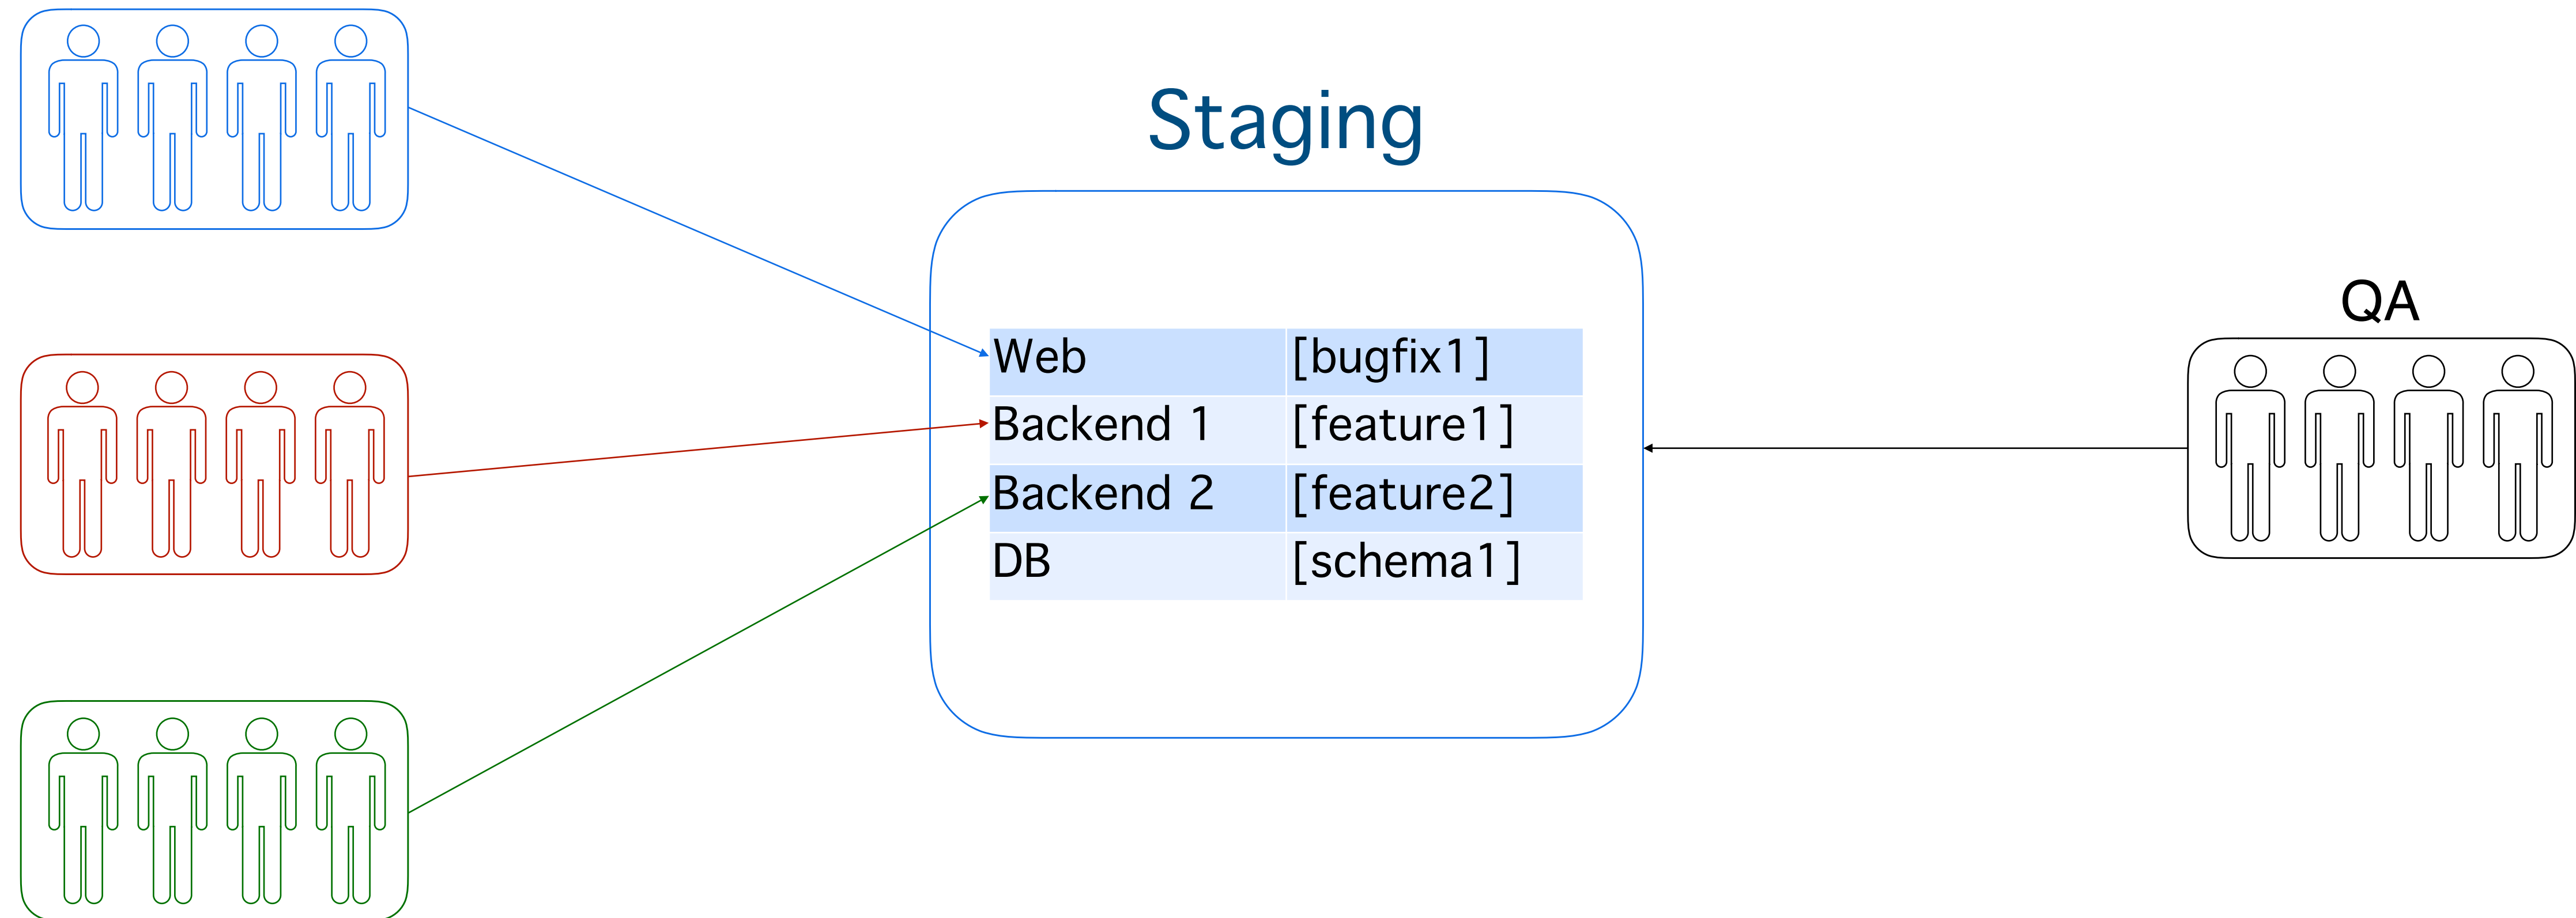 Staging
QA
Web [bugfix1]
Backend 1 [feature1]
Backend 2 [feature2]
DB [schema1]